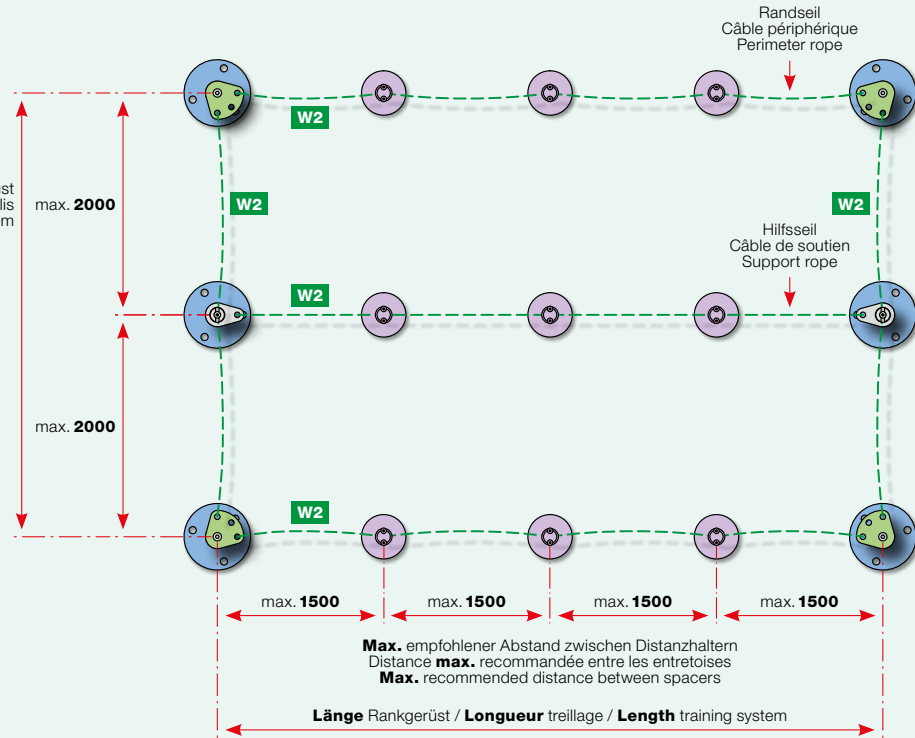 Randseil
Câble périphérique
Perimeter rope
W2
max. 2000
W2
W2
Hilfsseil
Câble de soutien
Support rope
W2
max. 2000
W2
max. 1500
max. 1500
max. 1500
max. 1500
Max. empfohlener Abstand zwischen Distanzhaltern
Distance max. recommandée entre les entretoises
Max. recommended distance between spacers
Länge Rankgerüst / Longueur treillage / Length training system